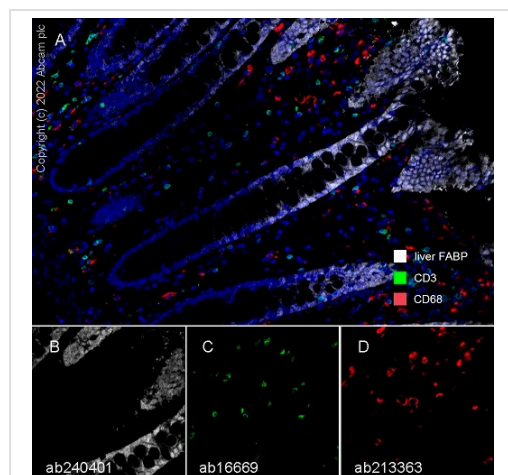 A
Copyright (c) 2022 Abcam plc
liver FABP
CD3
CD68
B
C
D
ab240401
ab16669
ab213363